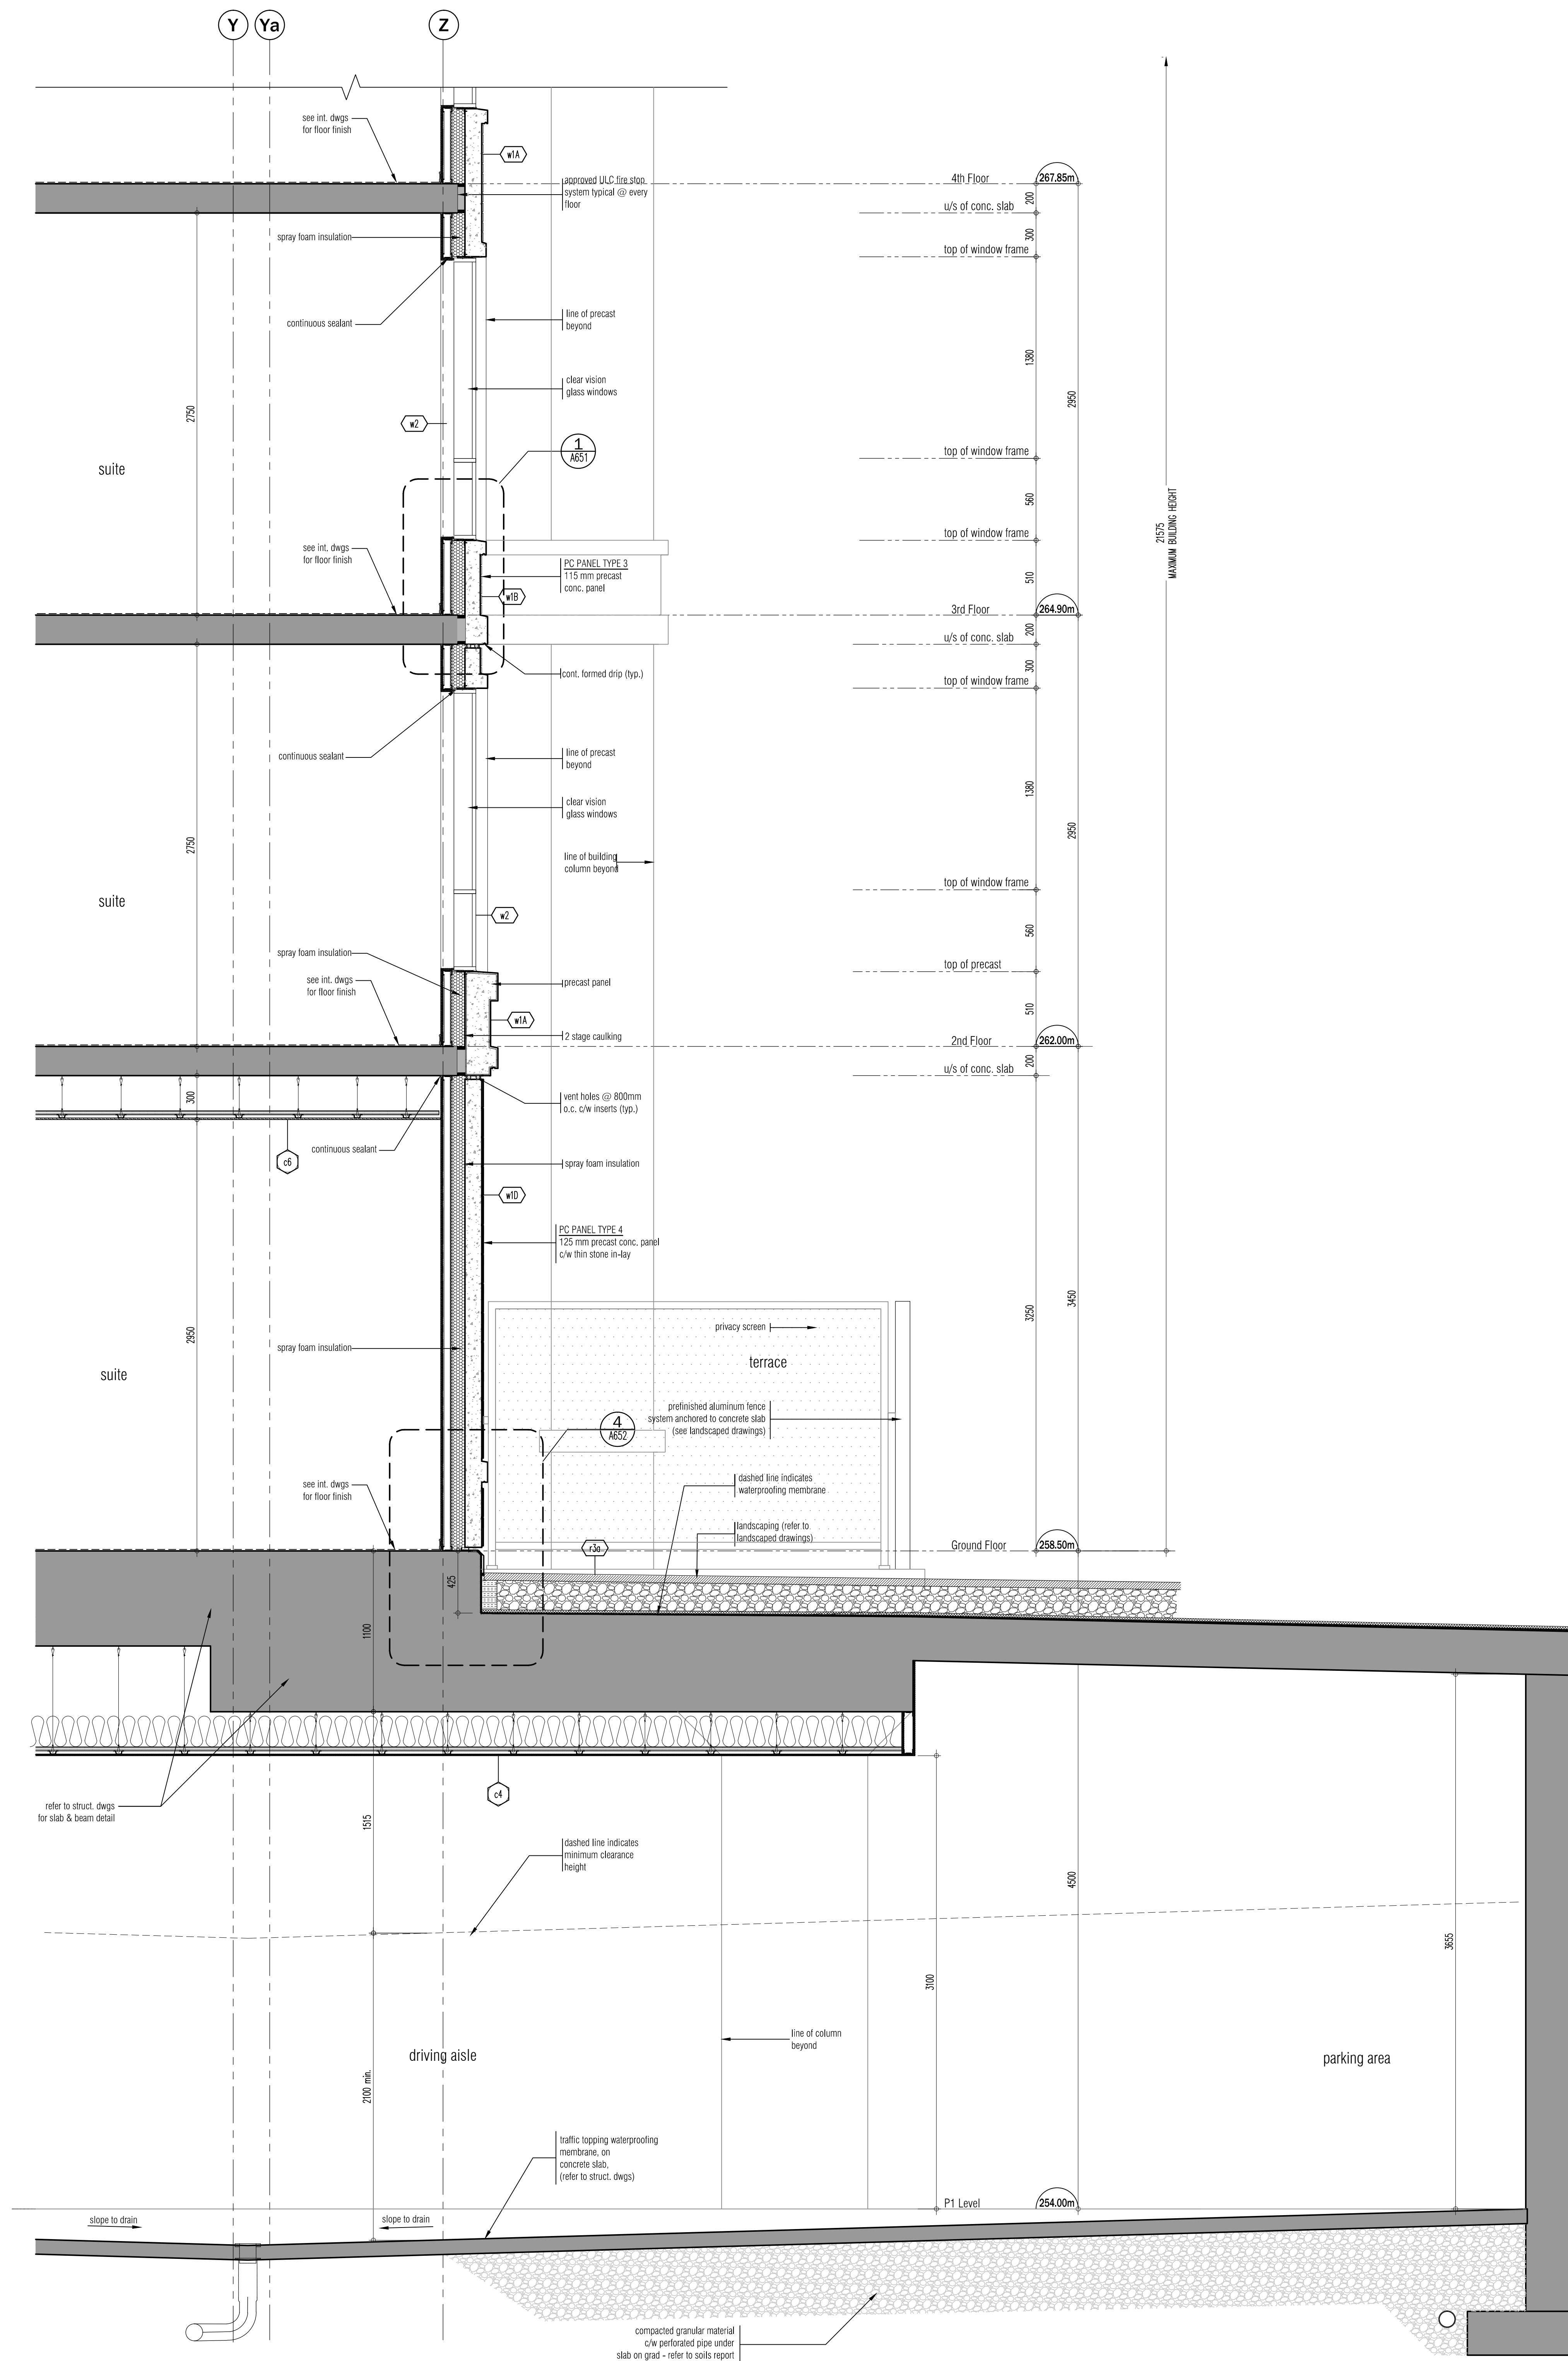 Y
Ya
Z
see int. dwgs
for floor finish
w1A
approved ULC fire stop
system typical @ every
floor
4th Floor
267.85m
200
u/s of conc. slab
spray foam insulation
300
top of window frame
continuous sealant
line of precast
beyond
1380
clear vision
glass windows
2750
2950
w2
1
A651
top of window frame
suite
560
21575
MAXIMUM BUILDING HEIGHT
top of window frame
see int. dwgs
for floor finish
PC PANEL TYPE 3
115 mm precast
conc. panel
510
w1B
3rd Floor
264.90m
200
u/s of conc. slab
300
cont. formed drip (typ.)
top of window frame
continuous sealant
line of precast
beyond
1380
clear vision
glass windows
2750
2950
line of building
column beyond
top of window frame
suite
w2
560
spray foam insulation
top of precast
see int. dwgs
for floor finish
precast panel
510
w1A
2 stage caulking
2nd Floor
262.00m
200
u/s of conc. slab
300
vent holes @ 800mm
o.c. c/w inserts (typ.)
continuous sealant
c6
spray foam insulation
w1D
PC PANEL TYPE 4
125 mm precast conc. panel
c/w thin stone in-lay
3250
3450
2950
privacy screen
spray foam insulation
terrace
suite
prefinished aluminum fence
system anchored to concrete slab
(see landscaped drawings)
4
A652
see int. dwgs
for floor finish
dashed line indicates
waterproofing membrane
landscaping (refer to
landscaped drawings)
r3a
Ground Floor
258.50m
425
1100
c4
refer to struct. dwgs
for slab & beam detail
1515
dashed line indicates
minimum clearance
height
4500
3655
3100
line of column
beyond
driving aisle
parking area
2100 min.
traffic topping waterproofing
membrane, on
concrete slab,
(refer to struct. dwgs)
P1 Level
254.00m
slope to drain
slope to drain
compacted granular material
c/w perforated pipe under
slab on grad - refer to soils report